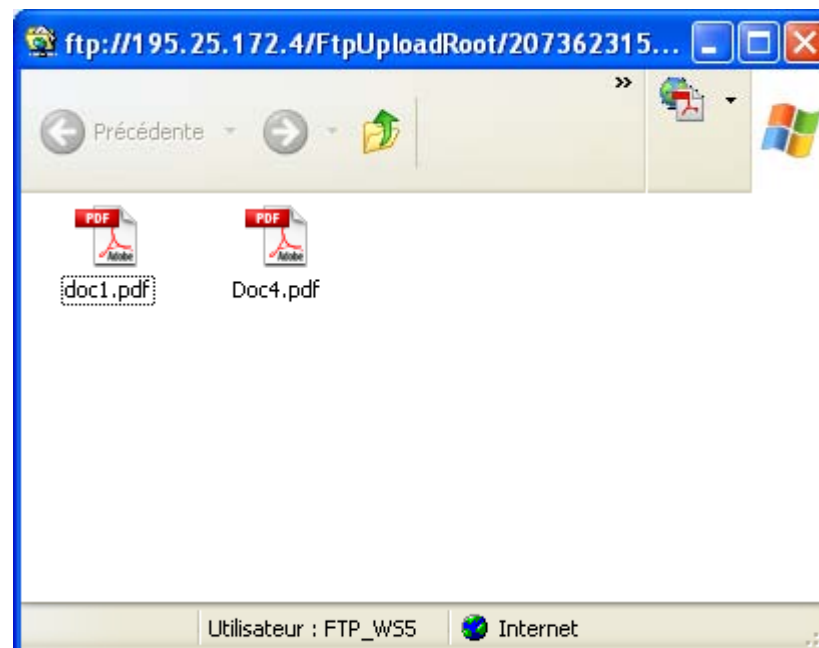 ftp://195.25.172.4/FtpUploadRoot/207362315...
Précédente
»
PDF PDF
Adobe Adobe
doc1.pdf Doc4.pdf
Utilisateur : FTP_WS5 Internet